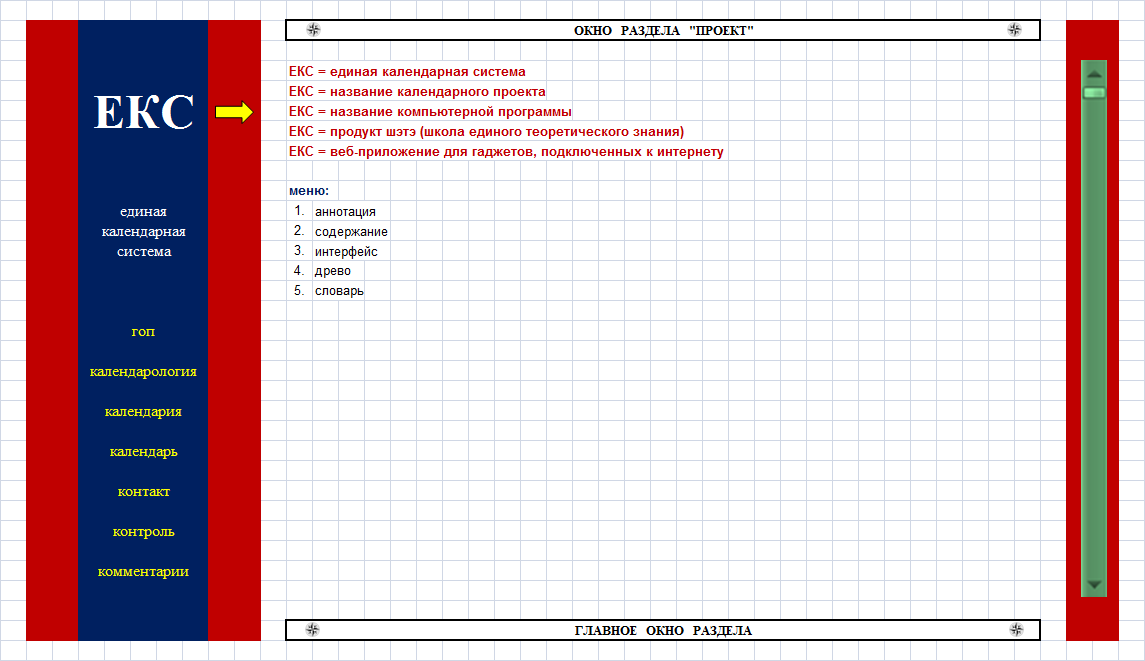 ЕКС
единая
календарная
система
гоп
календарология
календария
календарь
контакт
контроль
комментарии
ОКНО РАЗДЕЛА "ПРОЕКТ"
ЕКС = единая календарная система
ЕКС = название календарного проекта
ЕКС = название компьютерной программы
ЕКС = продукт шэтэ (школа единого теоретического знания)
ЕКС = веб-приложение для гаджетов, подключенных к интернету
меню:
1. аннотация
2. содержание
3. интерфейс
4. древо
5. словарь
ГЛАВНОЕ ОКНО РАЗДЕЛА